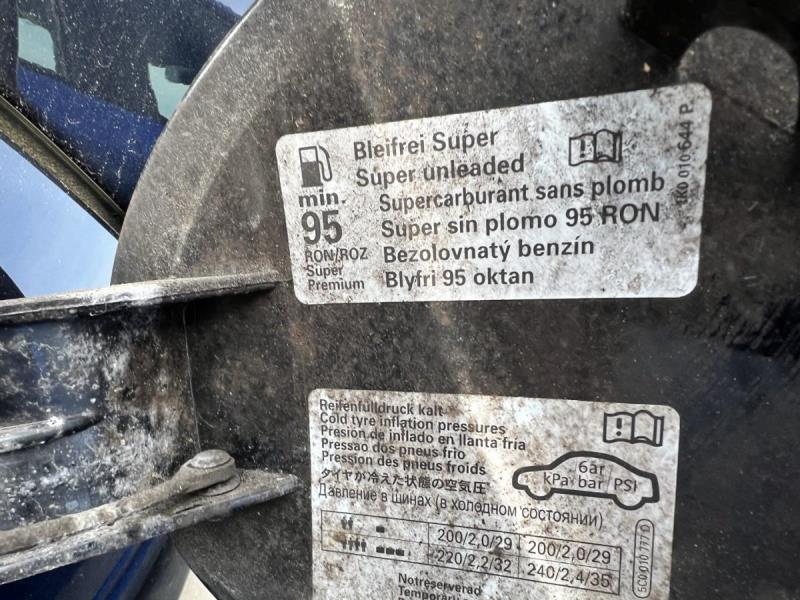 Bleifrei Super
Super unleaded
Supercarburant sans plomb
Super sin plomo 95 RON
Bezolovnatý benzín
Blyfri 95 oktan
min.
95
RON/ROZ
Super
Premium
1K0 010 644 P
Reifenfülldruck kalt
Cold tyre inflation pressures
Presión de inflado en llanta fría
Pressao dos pneus frio
Pression des pneus froids
タイヤが冷えた状態の空気圧
Давление в шинах (в холодном состоянии)
kPa bar PSI
200/2,0/29 200/2,0/29
220/2,2/32 240/2,4/35
Notreserverad
Temporary